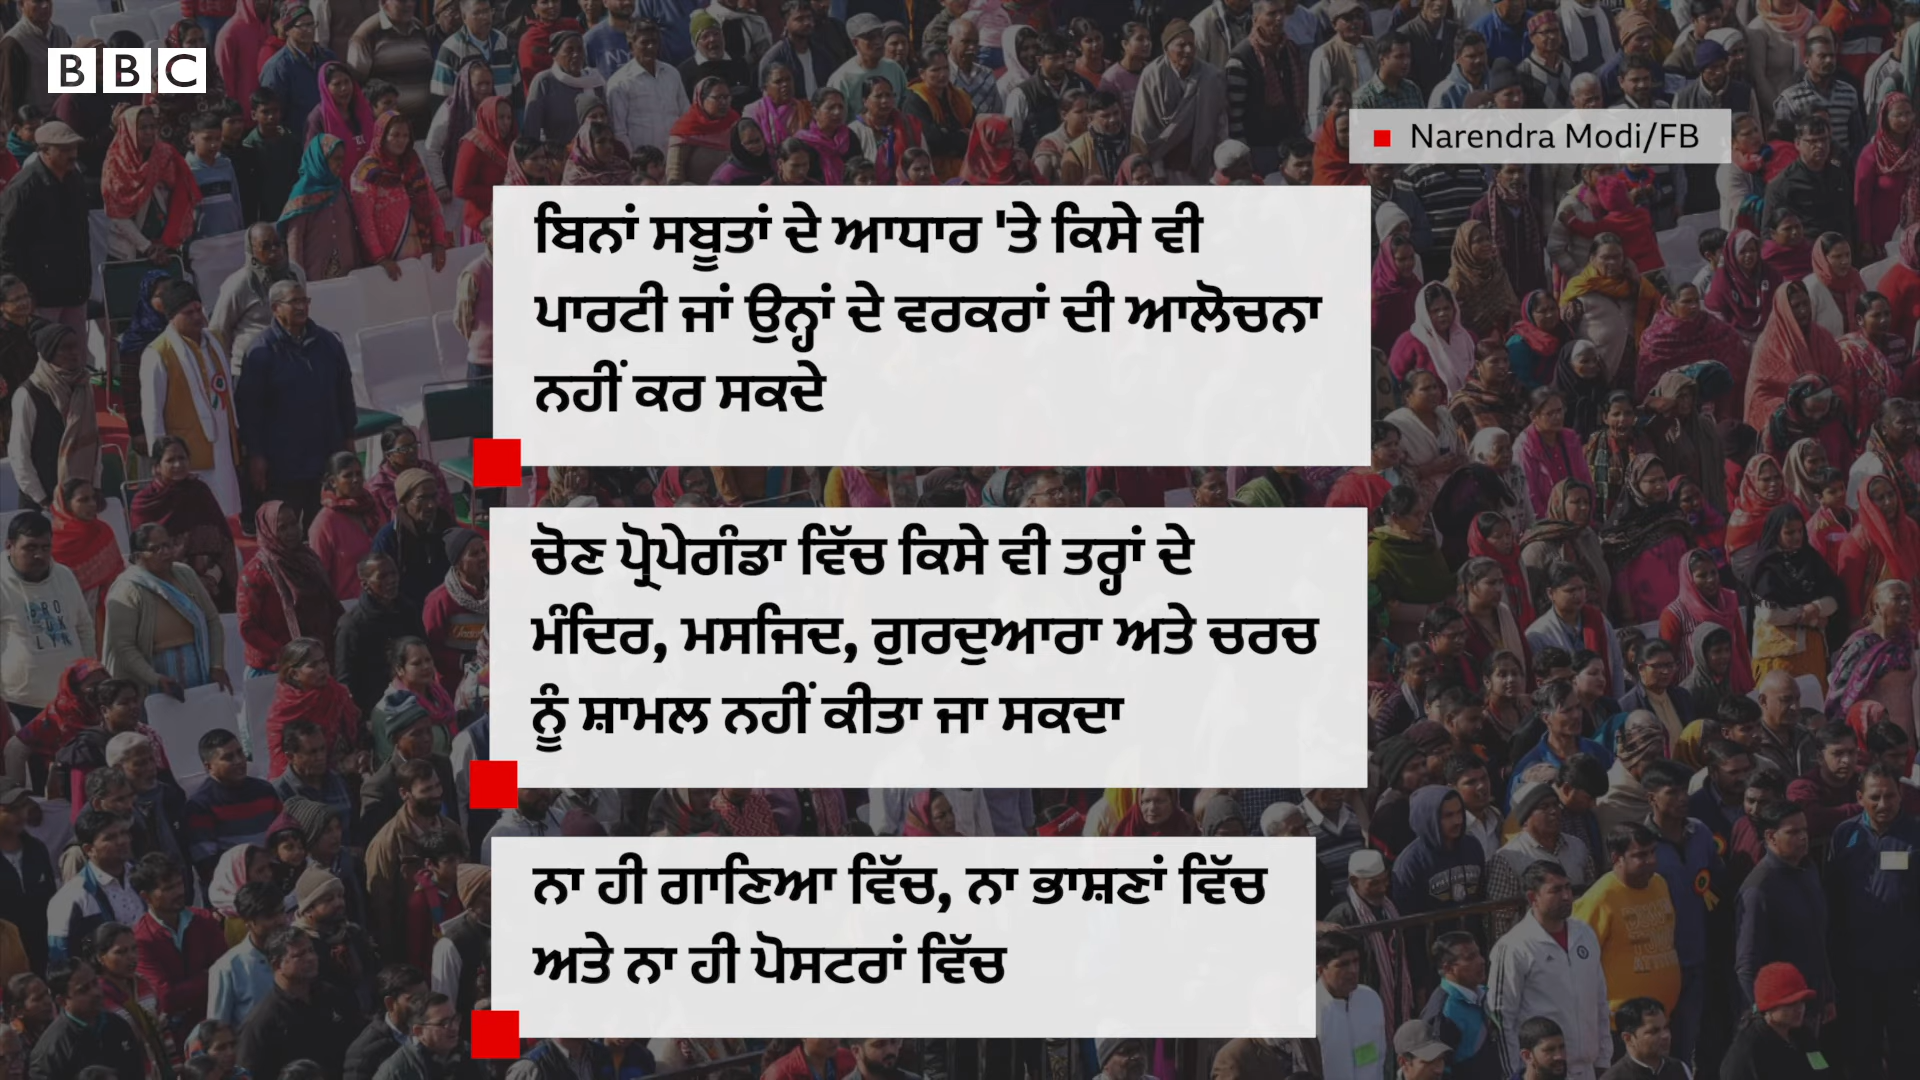 BBC
Narendra Modi/FB
ਬਿਨਾਂ ਸਬੂਤਾਂ ਦੇ ਆਧਾਰ 'ਤੇ ਕਿਸੇ ਵੀ
ਪਾਰਟੀ ਜਾਂ ਉਨ੍ਹਾਂ ਦੇ ਵਰਕਰਾਂ ਦੀ ਆਲੋਚਨਾ
ਨਹੀਂ ਕਰ ਸਕਦੇ
ਚੋਣ ਪ੍ਰੋਪੇਗੰਡਾ ਵਿੱਚ ਕਿਸੇ ਵੀ ਤਰ੍ਹਾਂ ਦੇ
ਮੰਦਿਰ, ਮਸਜਿਦ, ਗੁਰਦੁਆਰਾ ਅਤੇ ਚਰਚ
ਨੂੰ ਸ਼ਾਮਲ ਨਹੀਂ ਕੀਤਾ ਜਾ ਸਕਦਾ
ਨਾ ਹੀ ਗਾਣਿਆ ਵਿੱਚ, ਨਾ ਭਾਸ਼ਣਾਂ ਵਿੱਚ
ਅਤੇ ਨਾ ਹੀ ਪੋਸਟਰਾਂ ਵਿੱਚ